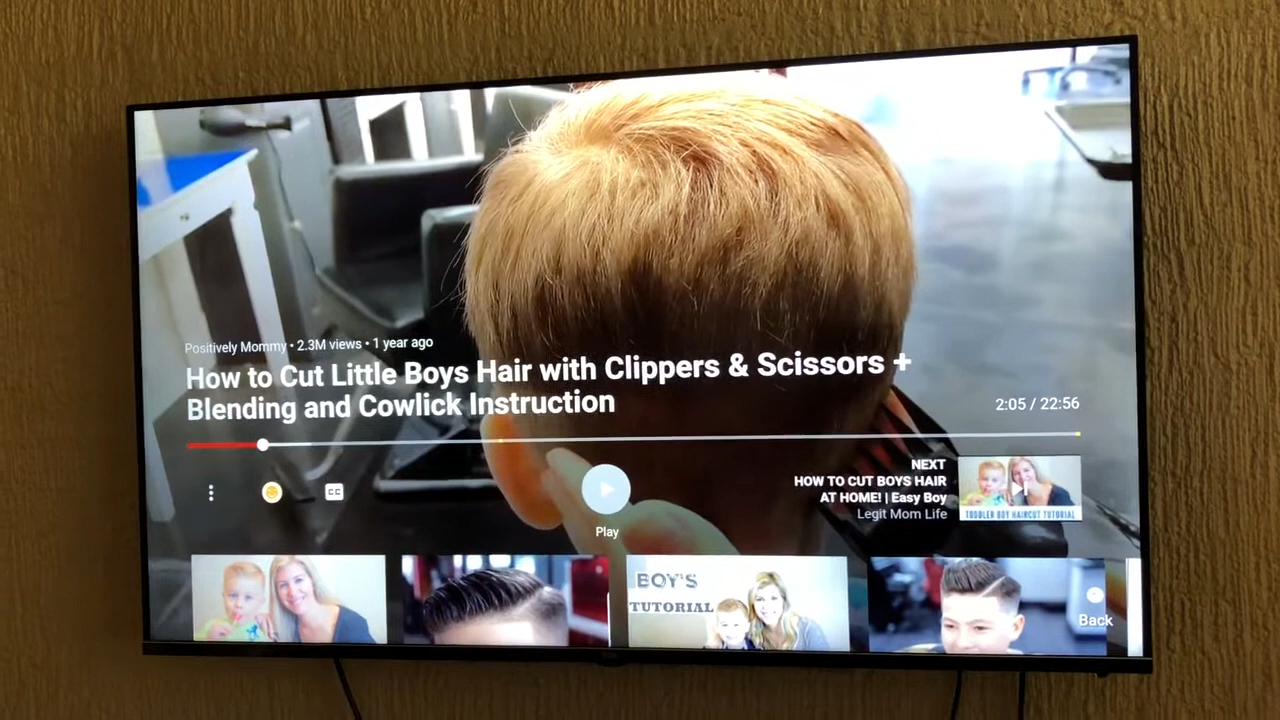 Positively Mommy • 2.3M views • 1 year ago
How to Cut Little Boys Hair with Clippers & Scissors +
Blending and Cowlick Instruction
2:05 / 22:56
NEXT
HOW TO CUT BOYS HAIR
AT HOME! | Easy Boy
Legit Mom Life
TODDLER BOY HAIRCUT TUTORIAL
CC
Play
BOY'S
TUTORIAL
Back